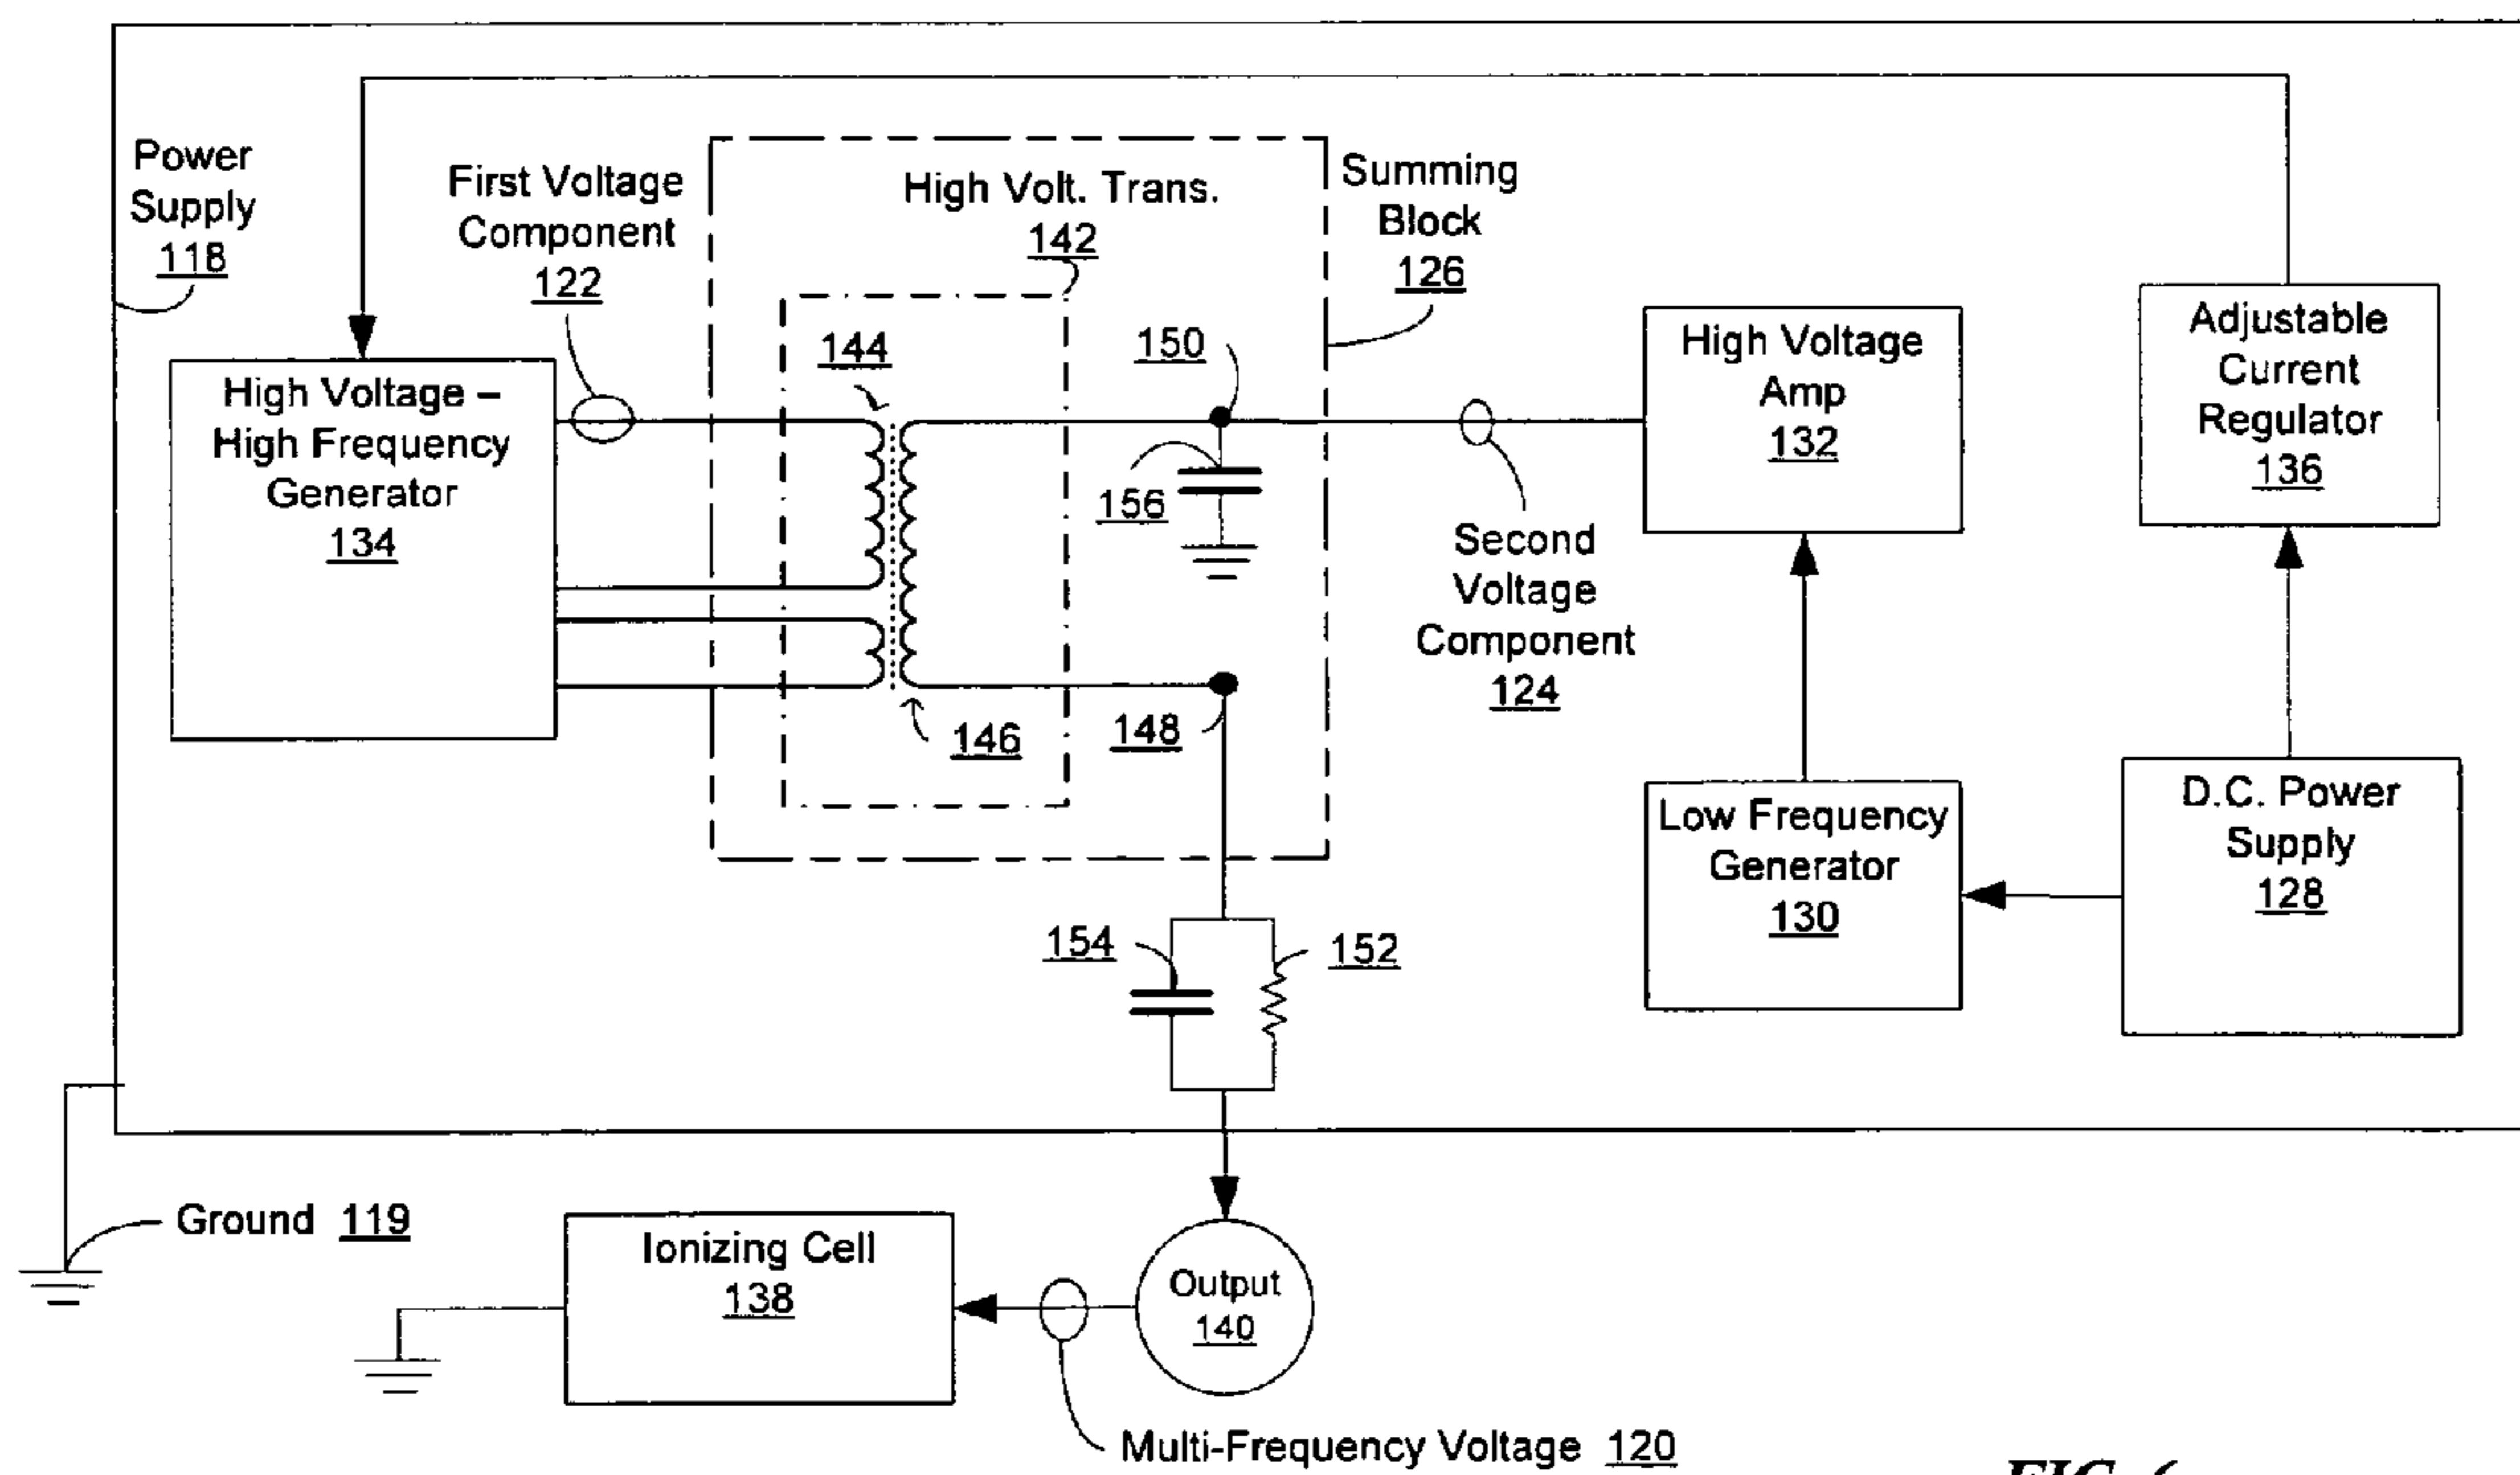 Power
Supply
118
First Voltage
Component
122
High Volt. Trans.
142
Summing
Block
126
144
150
High Voltage
Amp
132
Adjustable
Current
Regulator
136
High Voltage –
High Frequency
Generator
134
156
Second
Voltage
Component
124
146
148
Low Frequency
Generator
130
D.C. Power
Supply
128
154
152
Ground 119
Ionizing Cell
138
Output
140
Multi-Frequency Voltage 120